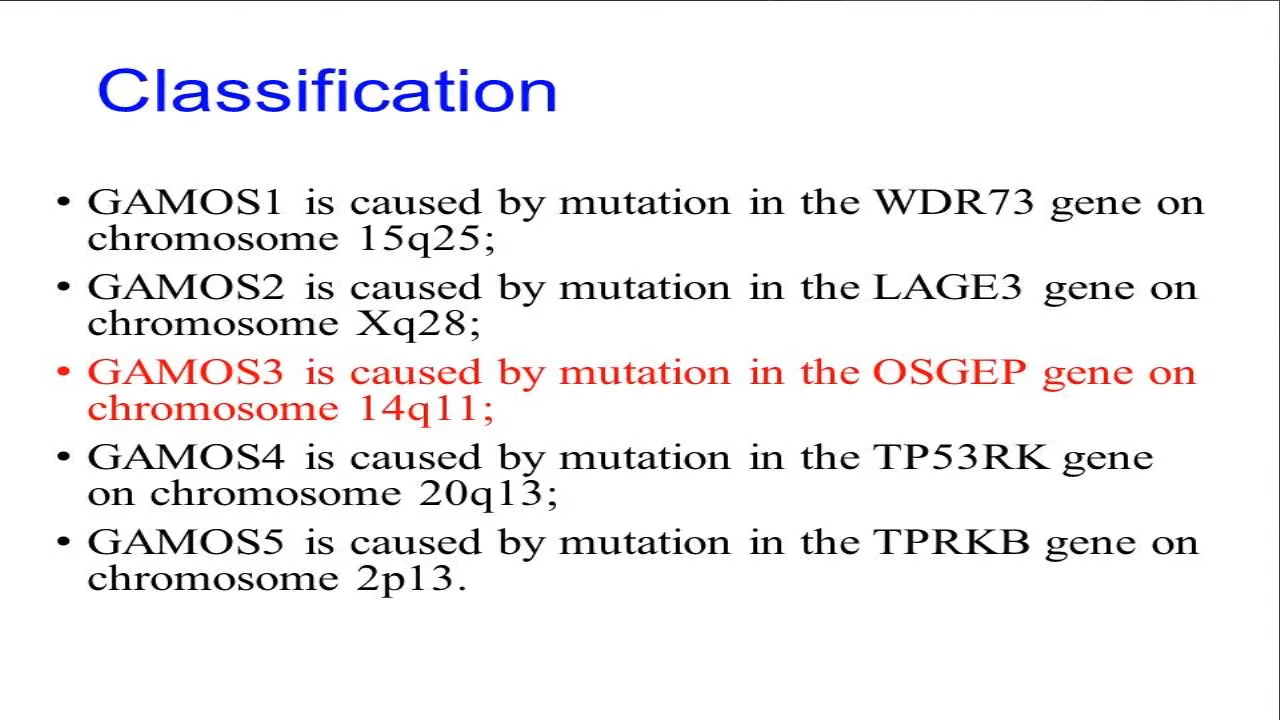 Classification
• GAMOS1 is caused by mutation in the WDR73 gene on
chromosome 15q25;
• GAMOS2 is caused by mutation in the LAGE3 gene on
chromosome Xq28;
• GAMOS3 is caused by mutation in the OSGEP gene on
chromosome 14q11;
• GAMOS4 is caused by mutation in the TP53RK gene
on chromosome 20q13;
• GAMOS5 is caused by mutation in the TPRKB gene on
chromosome 2p13.